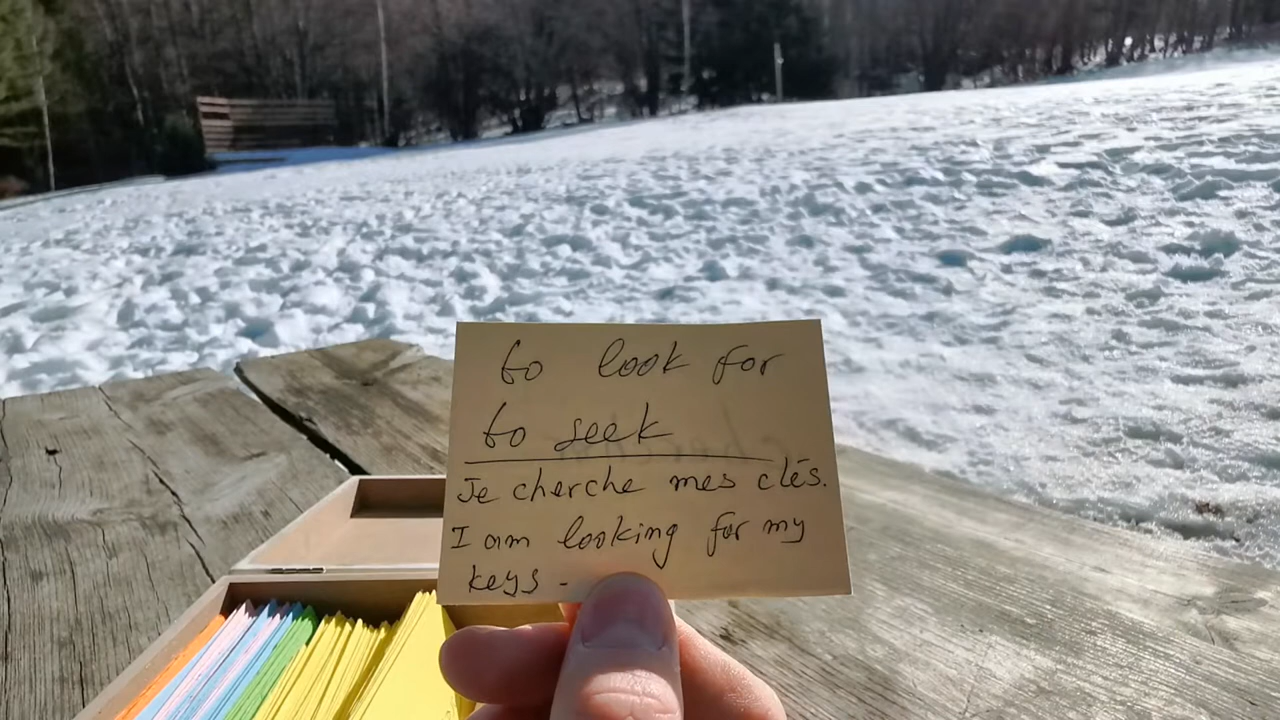 to look for
to seek
Je cherche mes clés.
I am looking for my
keys.